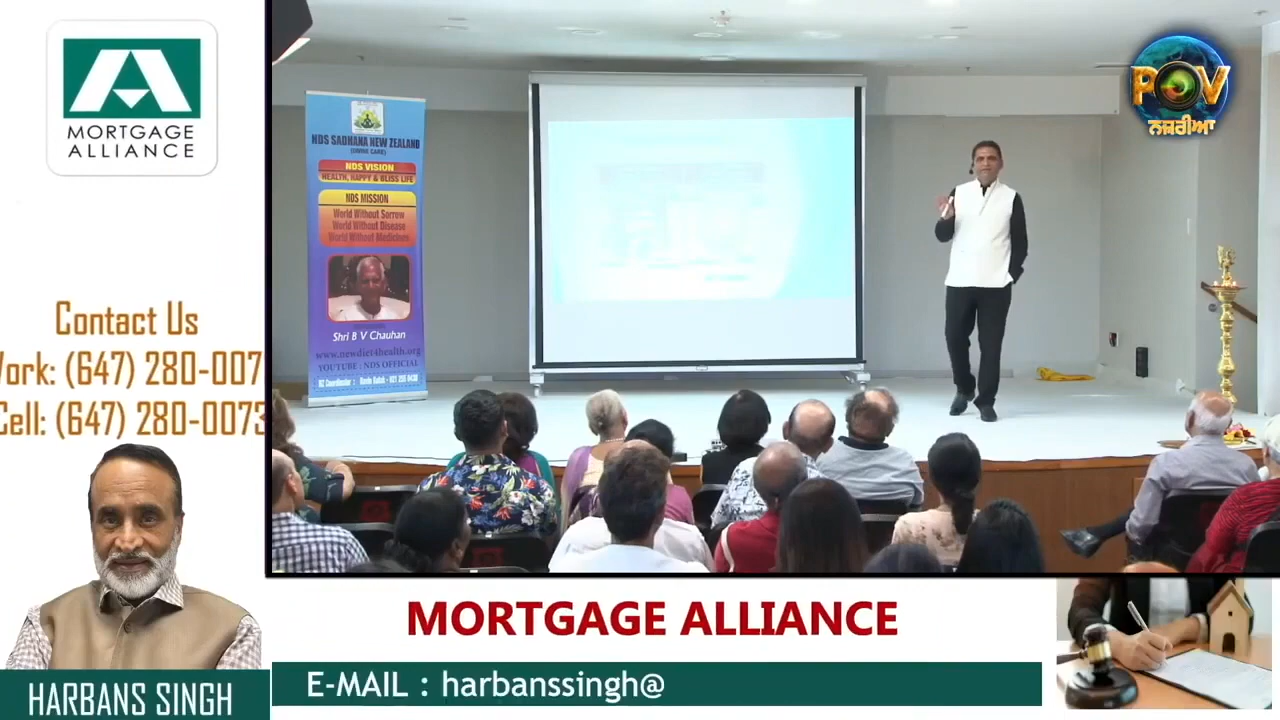 MORTGAGE
ALLIANCE
Contact Us
Work: (647) 280-007
Cell: (647) 280-0073
HARBANS SINGH
NDS SADHANA NEW ZEALAND
NDS VISION
HEALTH, HAPPY & BLISS LIFE
NDS MISSION
World Without Sorrow
World Without Disease
World Without Medicines
Shri B V Chauhan
www.newdiet4health.org
YOUTUBE : NDS OFFICIAL
POV
ਨਜ਼ਰੀਆ
MORTGAGE ALLIANCE
E-MAIL : harbanssingh@